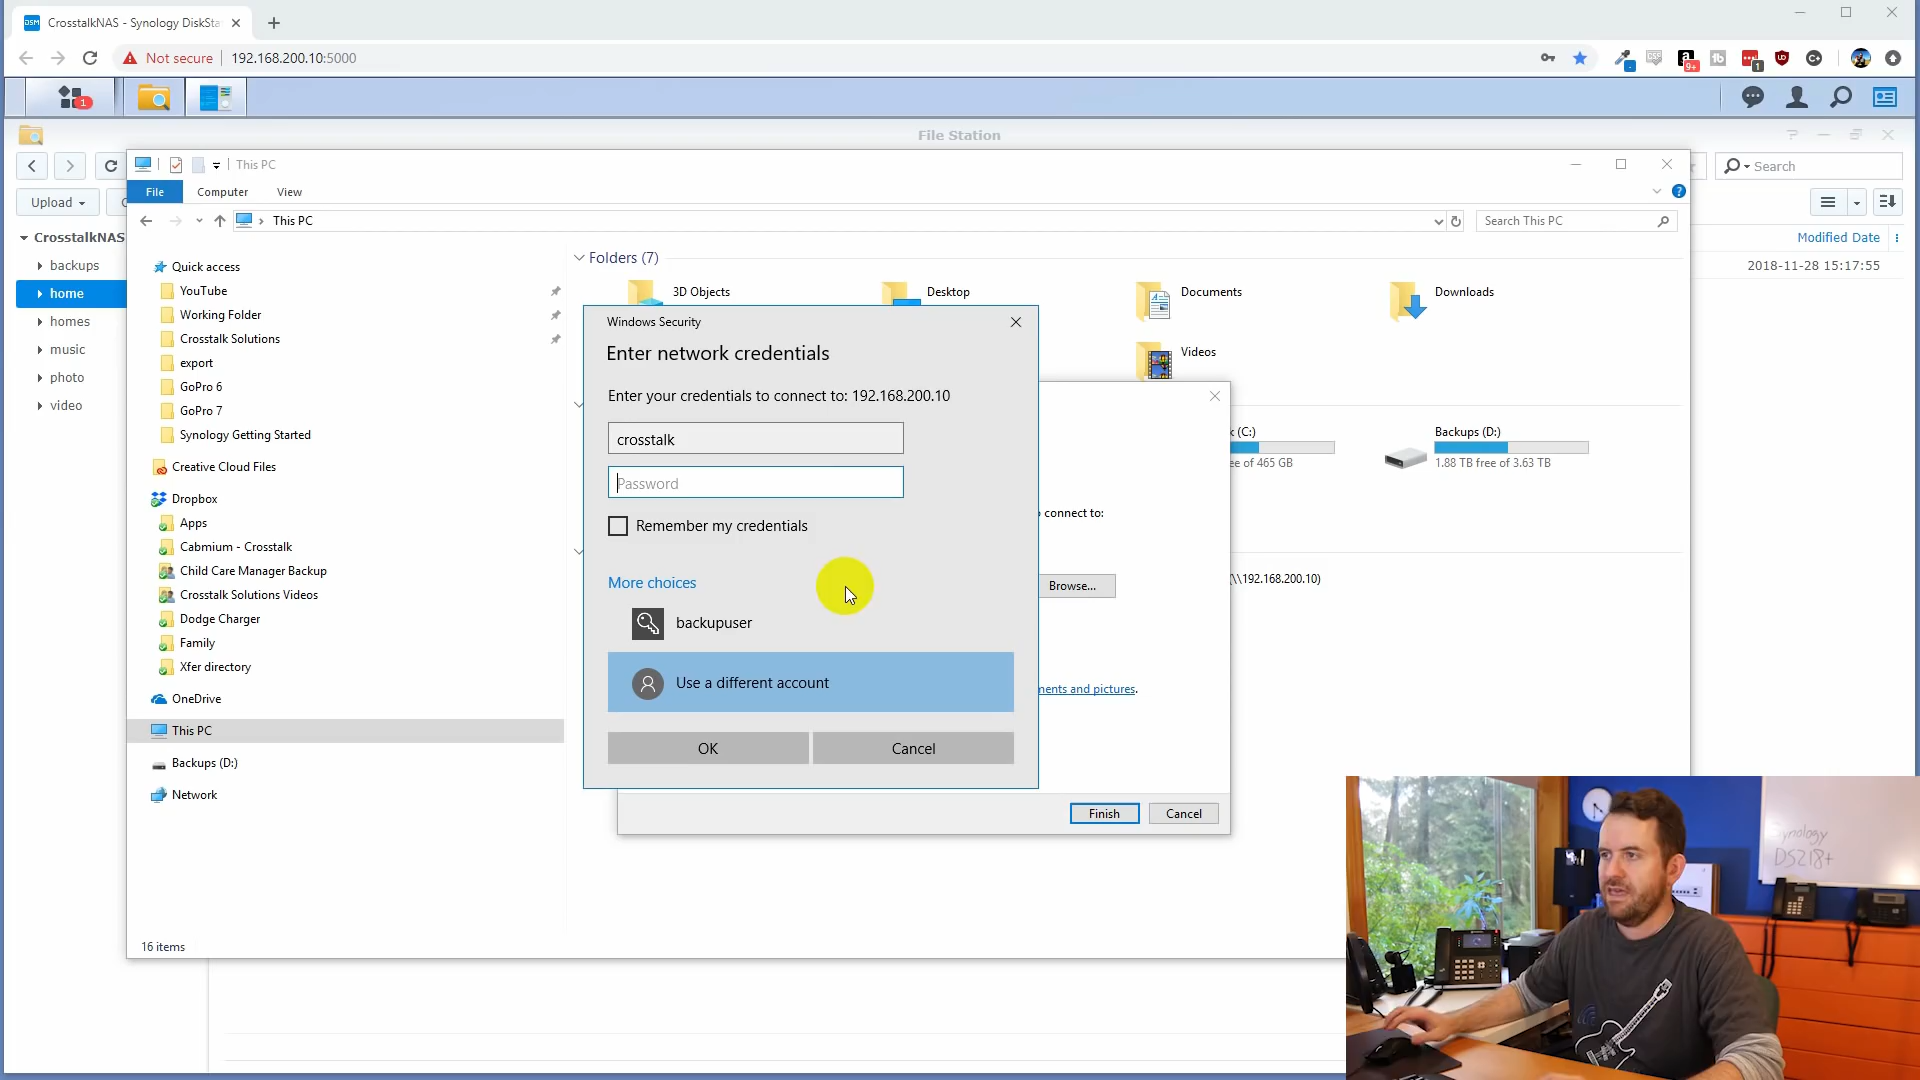 CrosstalkNAS - Synology DiskSta
Not secure
192.168.200.10:5000
9+
1
1
File Station
This PC
Search
File
Computer
View
Upload
This PC
Search This PC
CrosstalkNAS
Modified Date
backups
2018-11-28 15:17:55
home
homes
music
photo
video
Quick access
YouTube
Working Folder
Crosstalk Solutions
export
GoPro 6
GoPro 7
Synology Getting Started
Creative Cloud Files
Dropbox
Apps
Cabmium - Crosstalk
Child Care Manager Backup
Crosstalk Solutions Videos
Dodge Charger
Family
Xfer directory
OneDrive
This PC
Backups (D:)
Network
16 items
Folders (7)
3D Objects
Desktop
Documents
Downloads
Videos
(C:)
of 465 GB
Backups (D:)
1.88 TB free of 3.63 TB
(\\192.168.200.10)
Windows Security
Enter network credentials
Enter your credentials to connect to: 192.168.200.10
crosstalk
Password
Remember my credentials
More choices
backupuser
Use a different account
OK
Cancel
connect to:
Browse...
and pictures.
Finish
Cancel
Synology
DS218+